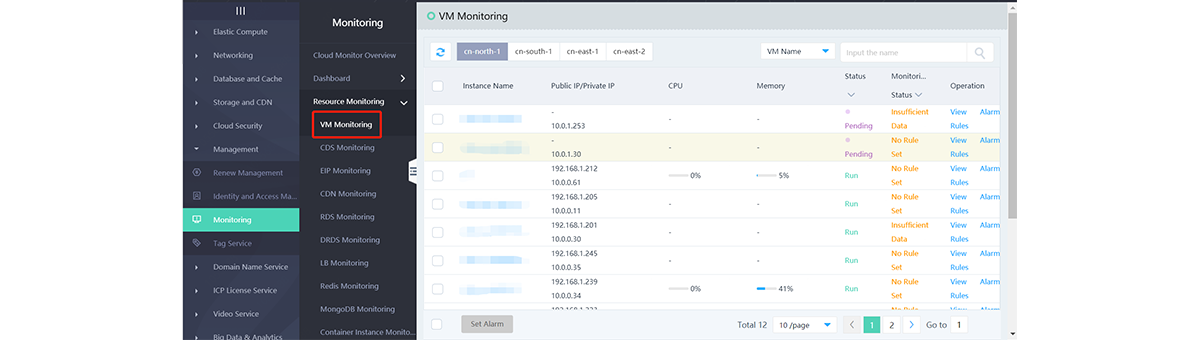 Elastic Compute
Networking
Database and Cache
Storage and CDN
Cloud Security
Management
Renew Management
Identity and Access Ma...
Monitoring
Tag Service
Domain Name Service
ICP License Service
Video Service
Big Data & Analytics
Monitoring
Cloud Monitor Overview
Dashboard
Resource Monitoring
VM Monitoring
CDS Monitoring
EIP Monitoring
CDN Monitoring
RDS Monitoring
DRDS Monitoring
LB Monitoring
Redis Monitoring
MongoDB Monitoring
Container Instance Monito...
VM Monitoring
cn-north-1 cn-south-1 cn-east-1 cn-east-2 VM Name Input the name
Instance Name Public IP/Private IP CPU Memory Status Monitori... Status Operation
- 10.0.1.253 - - Pending Insufficient Data View Alarm Rules
- 10.0.1.30 - - Pending No Rule Set View Alarm Rules
192.168.1.212 10.0.0.61 0% 5% Run No Rule Set View Alarm Rules
192.168.1.205 10.0.0.11 - - Run No Rule Set View Alarm Rules
192.168.1.201 10.0.0.30 - - Run Insufficient Data View Alarm Rules
192.168.1.245 10.0.0.35 - - Run No Rule Set View Alarm Rules
192.168.1.239 10.0.0.34 0% 41% Run No Rule Set View Alarm Rules
Set Alarm Total 12 10 /page 1 2 Go to 1